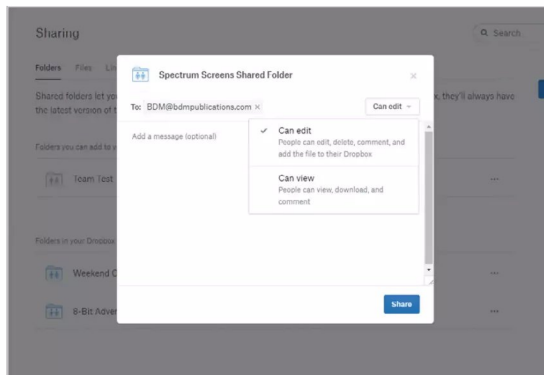 Sharing
Search
Folders Files
Spectrum Screens Shared Folder
Shared folders let
x, they'll always have
the latest version of
To: BDM@bdmpublications.com ×
Can edit
Add a message (optional)
Can edit
People can edit, delete, comment, and
add the file to their Dropbox
Folders you can add to
Can view
People can view, download, and
comment
Team Test
Folders in your Dropbox
Weekend
8-Bit
Share